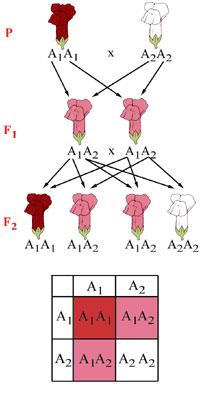 P
A₁A₁ x A₂A₂
F₁
A₁A₂ x A₁A₂
F₂
A₁A₁ A₁A₂ A₁A₂ A₂A₂
A₁ A₂
A₁ A₁A₁ A₁A₂
A₂ A₁A₂ A₂A₂